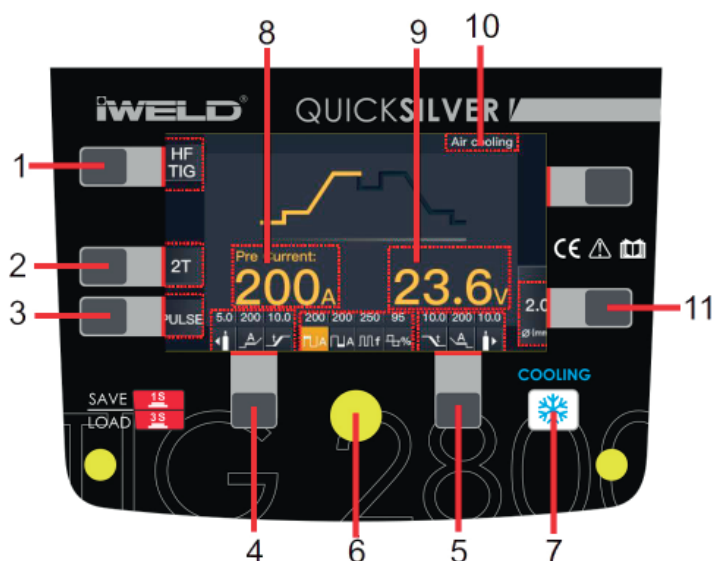 8
9
10
iWELD
QUICKSILVER
1
HF
TIG
Air cooling
2
2T
Pre Current:
200A
23.6V
CE
3
PULSE
5.0 200 10.0 200 200 250 95 10.0 200 10.0
2.0
A A A f % A
Ø (mm
11
SAVE 1S
LOAD 3S
COOLING
TIG 280
4
6
5
7